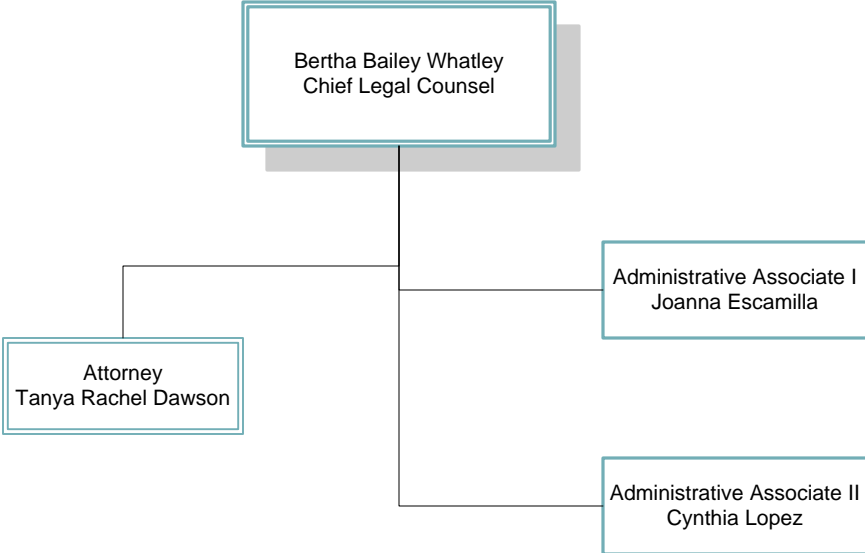 Bertha Bailey Whatley
Chief Legal Counsel
Administrative Associate I
Joanna Escamilla
Attorney
Tanya Rachel Dawson
Administrative Associate II
Cynthia Lopez